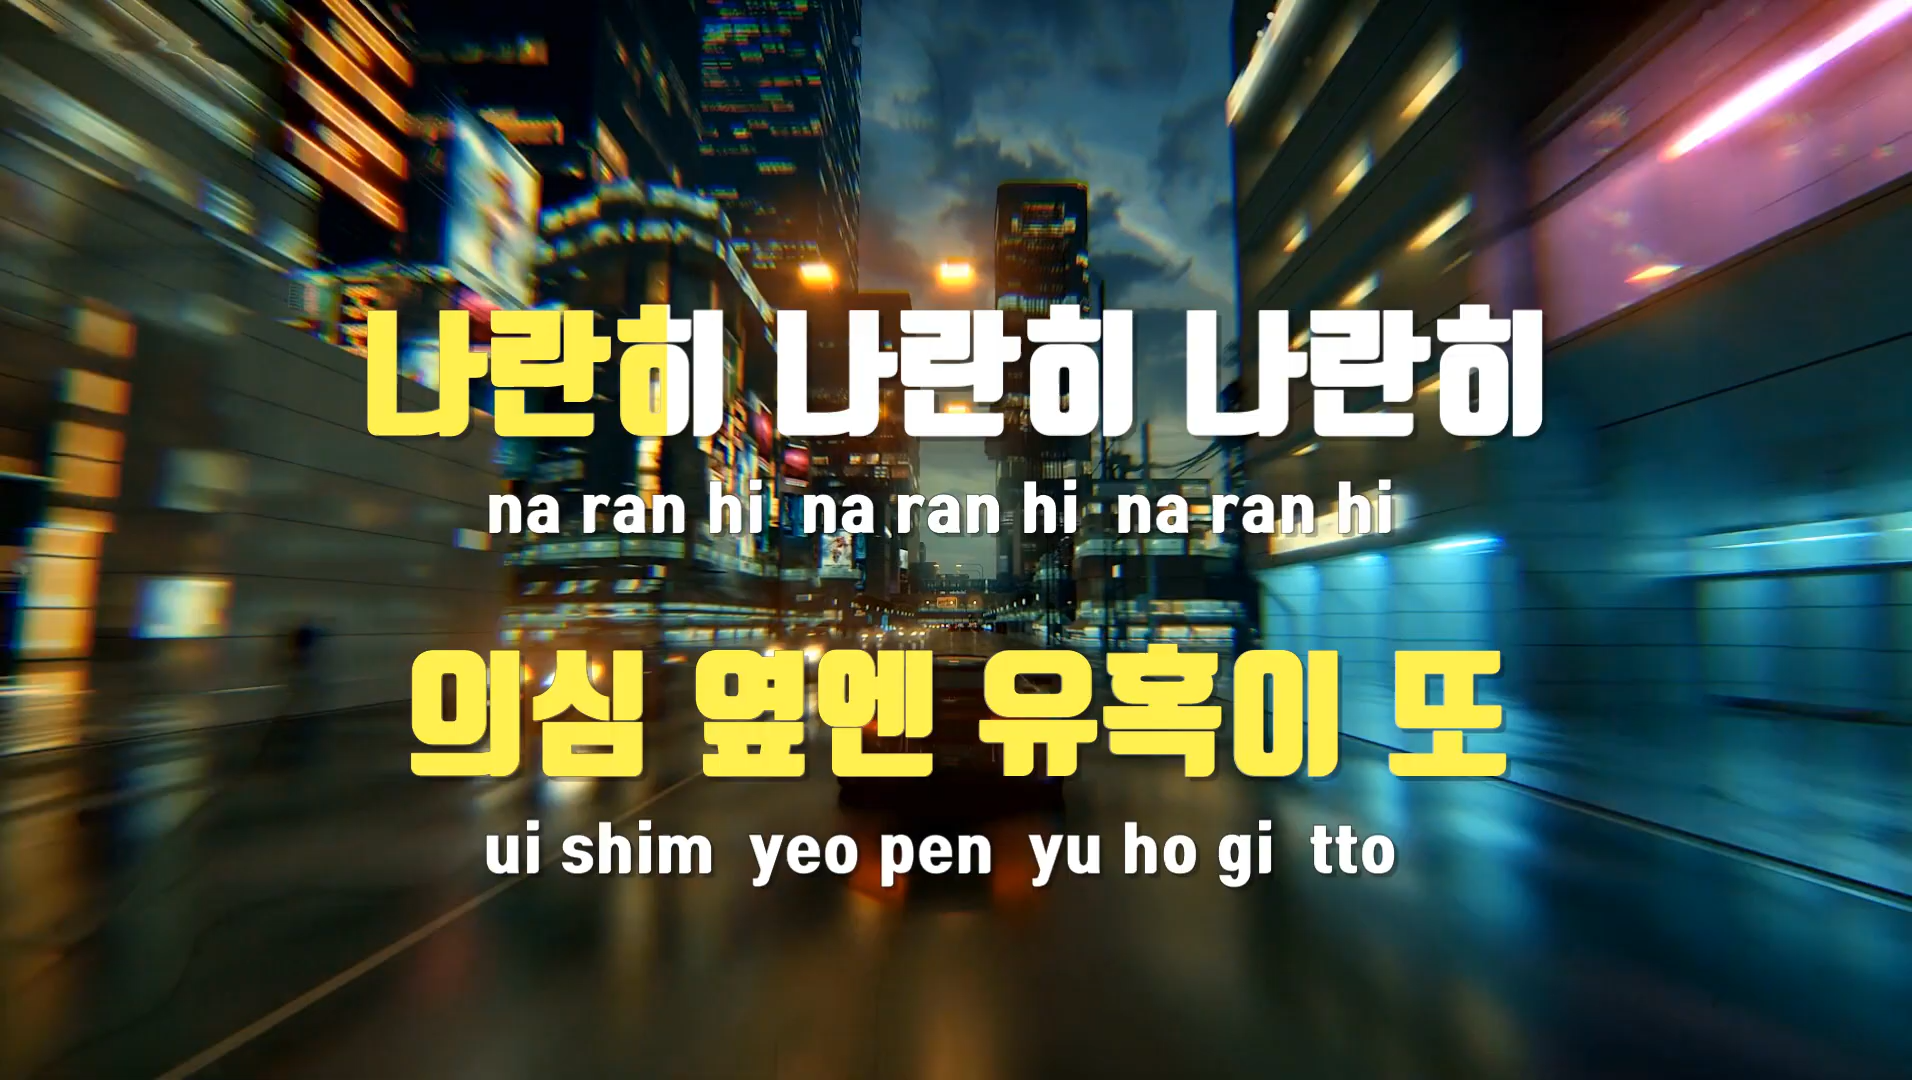 나란히 나란히 나란히
na ran hi na ran hi na ran hi
의심 옆엔 유혹이 또
ui shim yeo pen yu ho gi tto